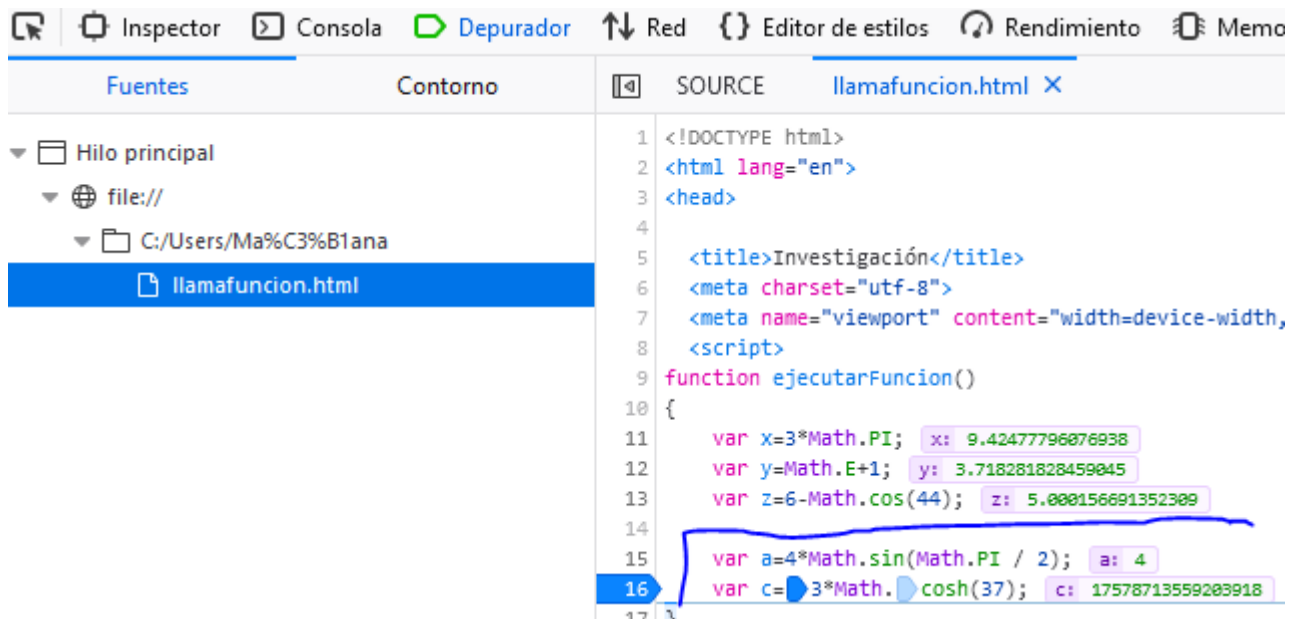 Inspector Consola Depurador Red Editor de estilos Rendimiento Memo
Fuentes Contorno
Hilo principal
file://
C:/Users/Ma%C3%B1ana
llamafuncion.html
SOURCE llamafuncion.html
1 <!DOCTYPE html>
2 <html lang="en">
3 <head>
4
5 <title>Investigación</title>
6 <meta charset="utf-8">
7 <meta name="viewport" content="width=device-width,
8 <script>
9 function ejecutarFuncion()
10 {
11 var x=3*Math.PI; x: 9.42477796076938
12 var y=Math.E+1; y: 3.718281828459045
13 var z=6-Math.cos(44); z: 5.000156691352309
14
15 var a=4*Math.sin(Math.PI / 2); a: 4
16 var c=3*Math.cosh(37); c: 17578713559203918
17 }